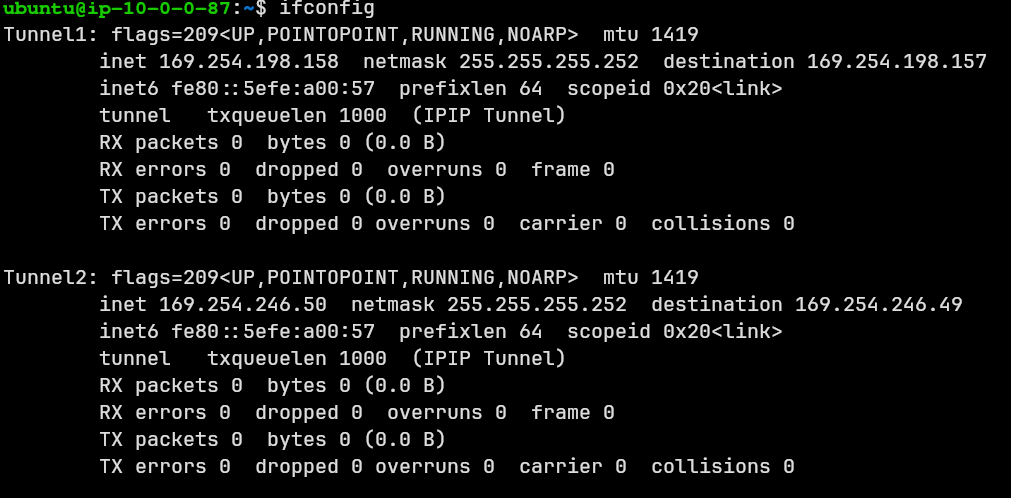 ubuntu@ip-10-0-0-87:~$ ifconfig
Tunnel1: flags=209<UP,POINTOPOINT,RUNNING,NOARP>  mtu 1419
        inet 169.254.198.158  netmask 255.255.255.252  destination 169.254.198.157
        inet6 fe80::5efe:a00:57  prefixlen 64  scopeid 0x20<link>
        tunnel   txqueuelen 1000  (IPIP Tunnel)
        RX packets 0  bytes 0 (0.0 B)
        RX errors 0  dropped 0  overruns 0  frame 0
        TX packets 0  bytes 0 (0.0 B)
        TX errors 0  dropped 0 overruns 0  carrier 0  collisions 0

Tunnel2: flags=209<UP,POINTOPOINT,RUNNING,NOARP>  mtu 1419
        inet 169.254.246.50  netmask 255.255.255.252  destination 169.254.246.49
        inet6 fe80::5efe:a00:57  prefixlen 64  scopeid 0x20<link>
        tunnel   txqueuelen 1000  (IPIP Tunnel)
        RX packets 0  bytes 0 (0.0 B)
        RX errors 0  dropped 0  overruns 0  frame 0
        TX packets 0  bytes 0 (0.0 B)
        TX errors 0  dropped 0 overruns 0  carrier 0  collisions 0